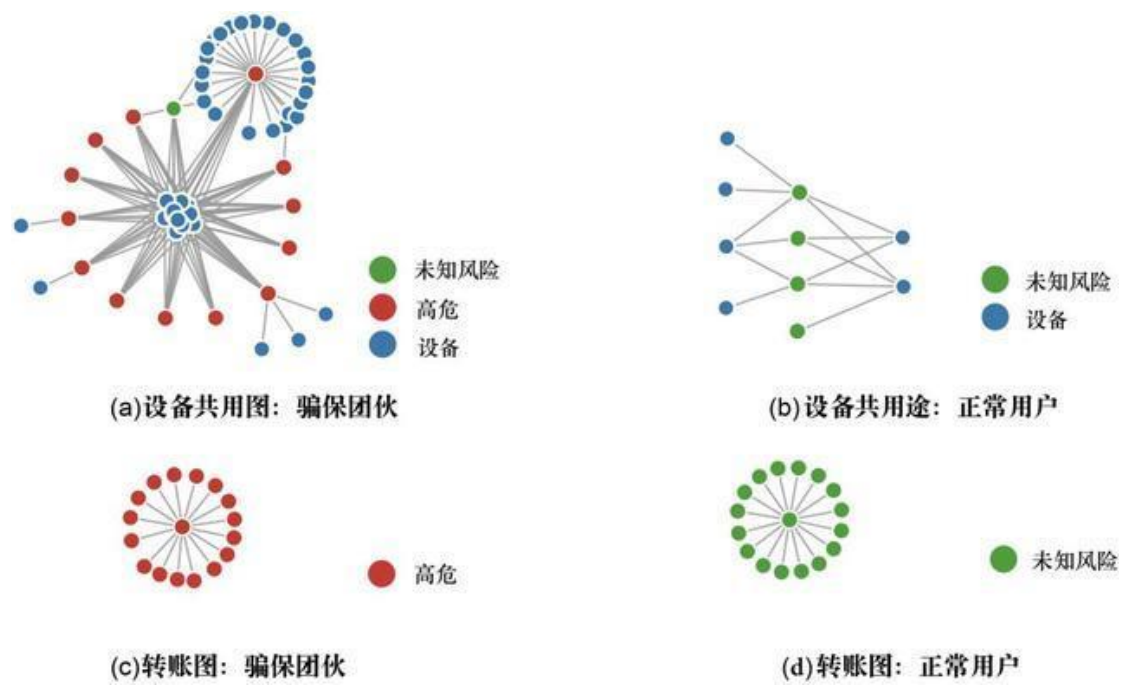 未知风险
高危
设备
(a)设备共用图：骗保团伙
未知风险
设备
(b)设备共用途：正常用户
高危
(c)转账图：骗保团伙
未知风险
(d)转账图：正常用户